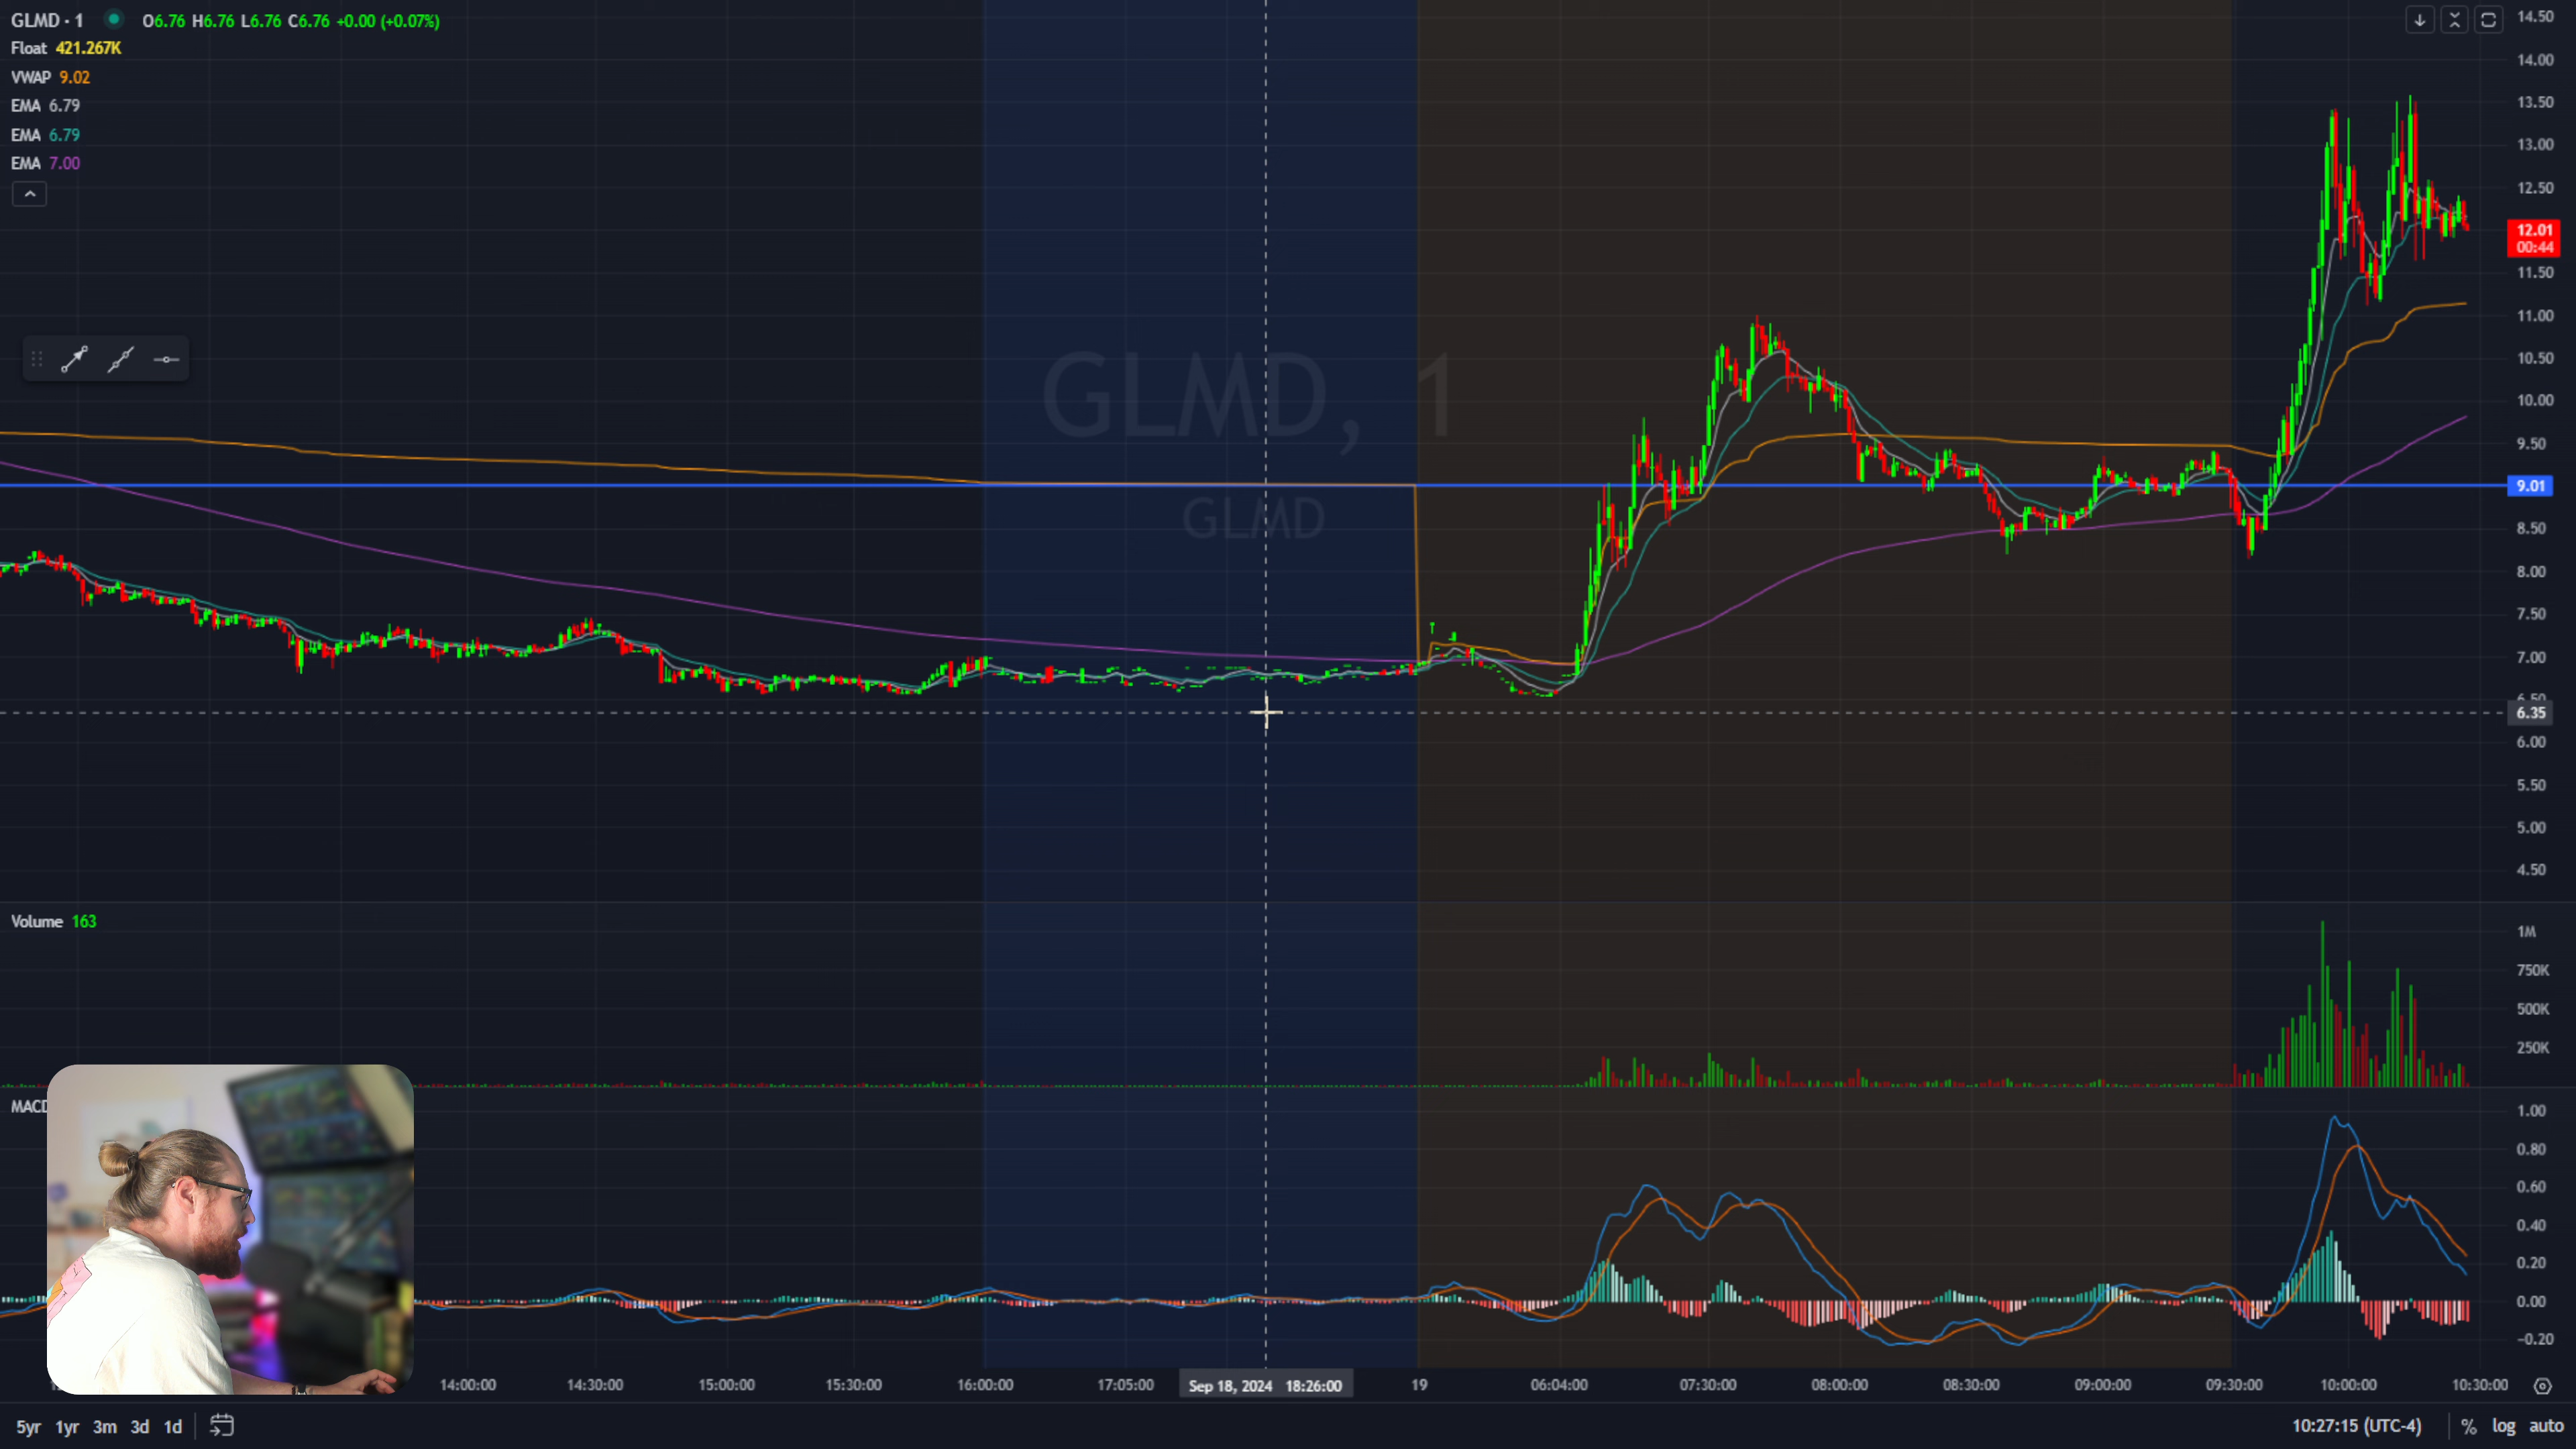 GLMD · 1 O6.76 H6.76 L6.76 C6.76 +0.00 (+0.07%)
Float 421.267K
VWAP 9.02
EMA 6.79
EMA 6.79
EMA 7.00
GLMD, 1
GLMD
14.50
14.00
13.50
13.00
12.50
12.01
00:44
11.50
11.00
10.50
10.00
9.50
9.01
8.50
8.00
7.50
7.00
6.50
6.35
6.00
5.50
5.00
4.50
Volume 163
1M
750K
500K
250K
MACD
1.00
0.80
0.60
0.40
0.20
0.00
-0.20
14:00:00 14:30:00 15:00:00 15:30:00 16:00:00 17:05:00 Sep 18, 2024 18:26:00 19 06:04:00 07:30:00 08:00:00 08:30:00 09:00:00 09:30:00 10:00:00 10:30:00
5yr 1yr 3m 3d 1d 10:27:15 (UTC-4) % log auto